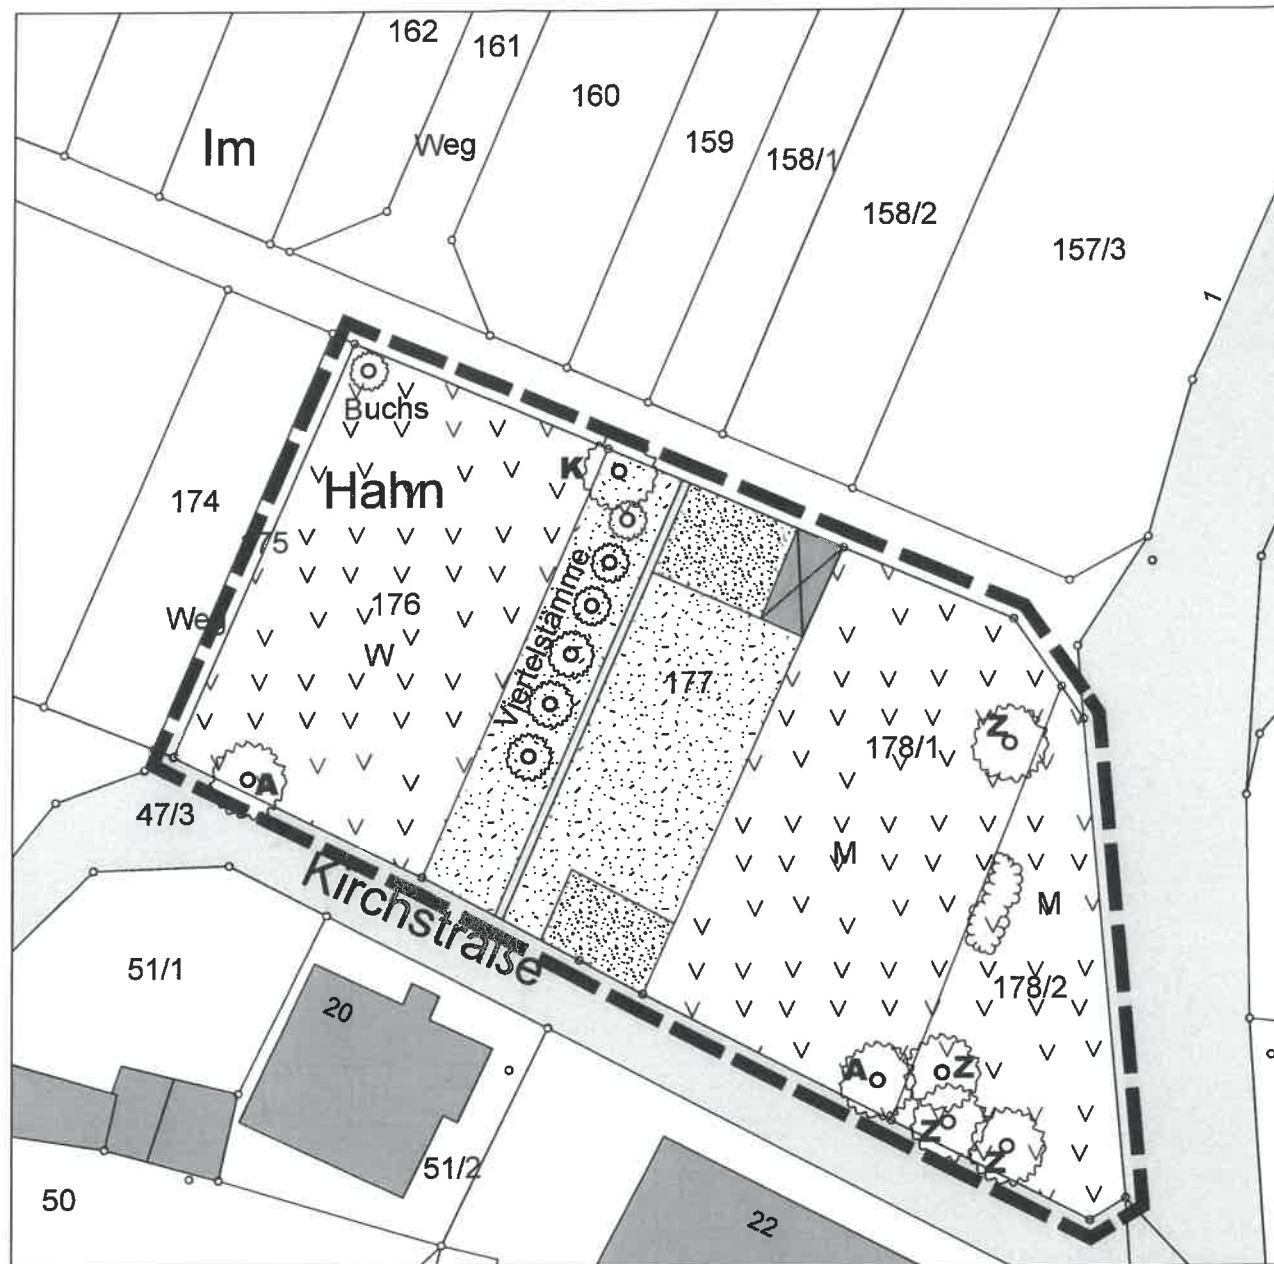 162
161
160
Im
Weg
159
158/1
158/2
157/3
1
Buchs
K
Hahn
174
175
176
Weg
W
Viertelstämme
177
Z
178/1
A
47/3
M
M
Kirchstraße
51/1
178/2
20
A
Z
Z
Z
51/2
50
22